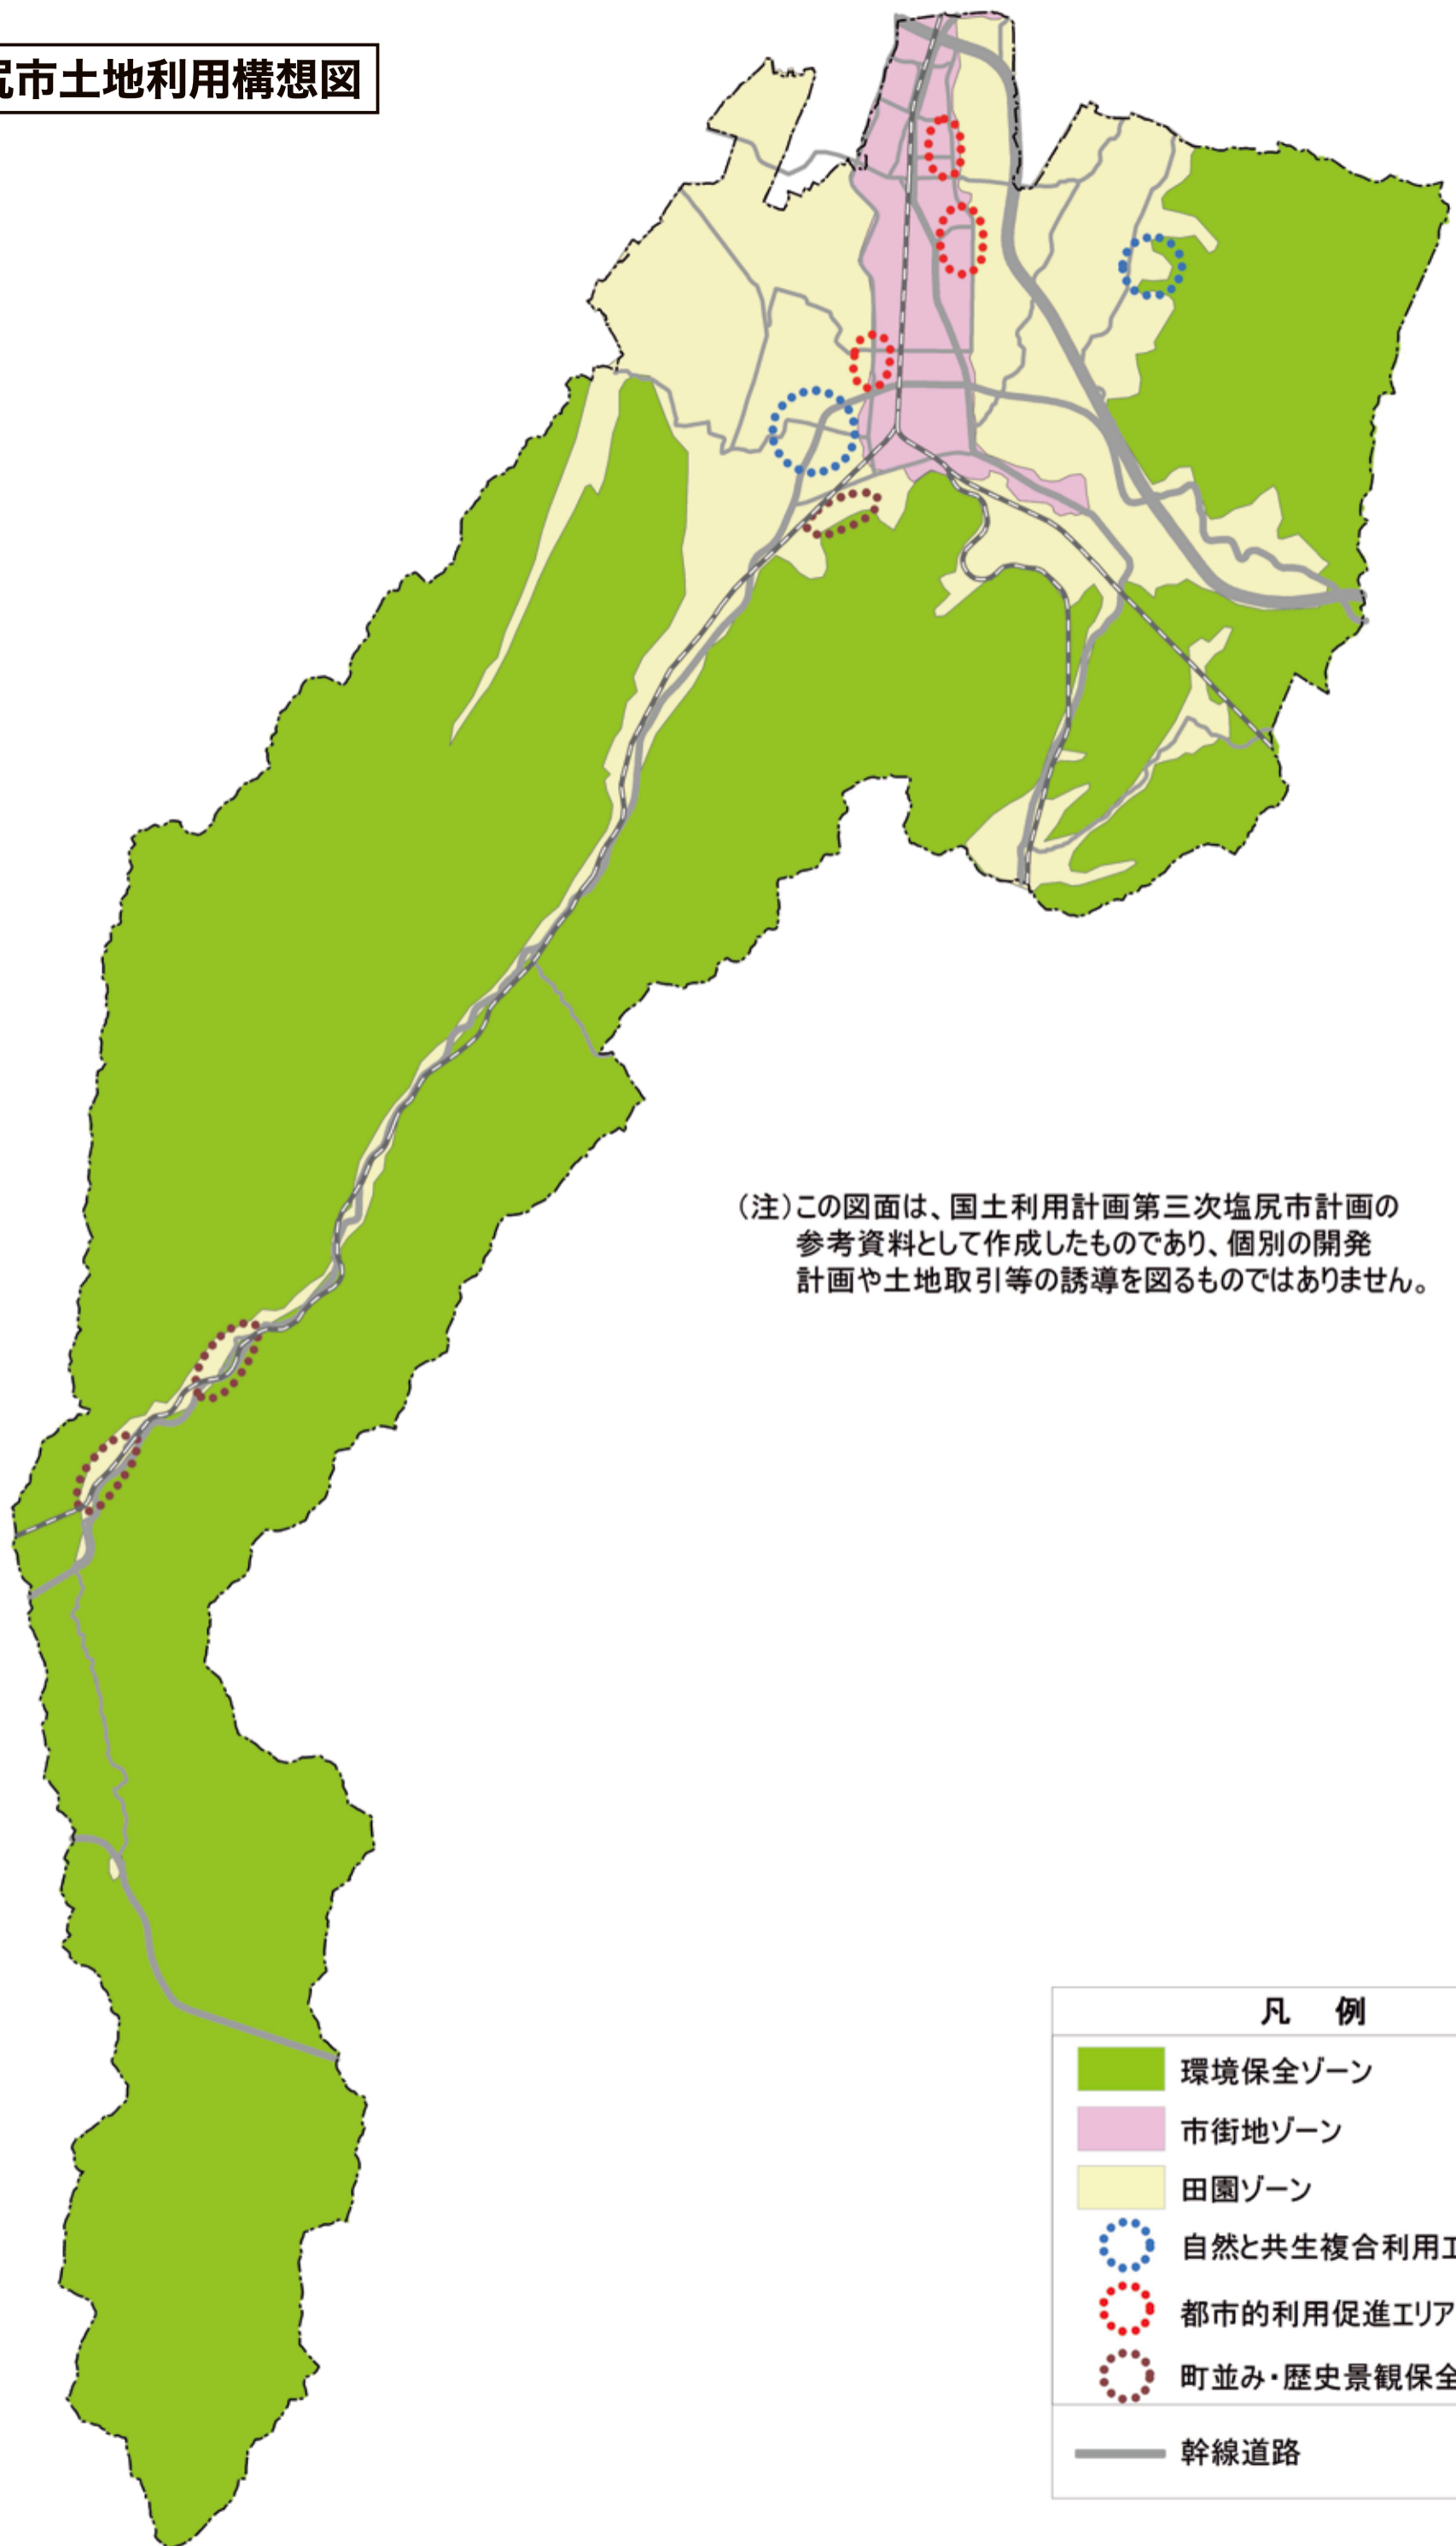 尻市土地利用構想図
（注）この図面は、国土利用計画第三次塩尻市計画の
参考資料として作成したものであり、個別の開発
計画や土地取引等の誘導を図るものではありません。
凡　例
環境保全ゾーン
市街地ゾーン
田園ゾーン
自然と共生複合利用エ
都市的利用促進エリア
町並み・歴史景観保全
幹線道路